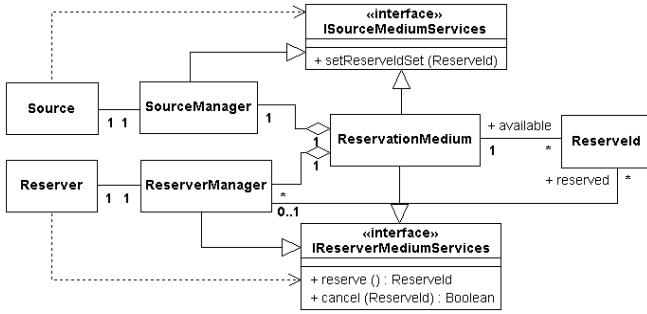 «interface»
ISourceMediumServices
+ setReserveIdSet (ReserveId)
Source
SourceManager
1 1
1
1
ReservationMedium
+ available
1
*
ReserveId
Reserver
ReserverManager
1 1
1
*
0..1
+ reserved
*
«interface»
IReserverMediumServices
+ reserve () : ReserveId
+ cancel (ReserveId) : Boolean